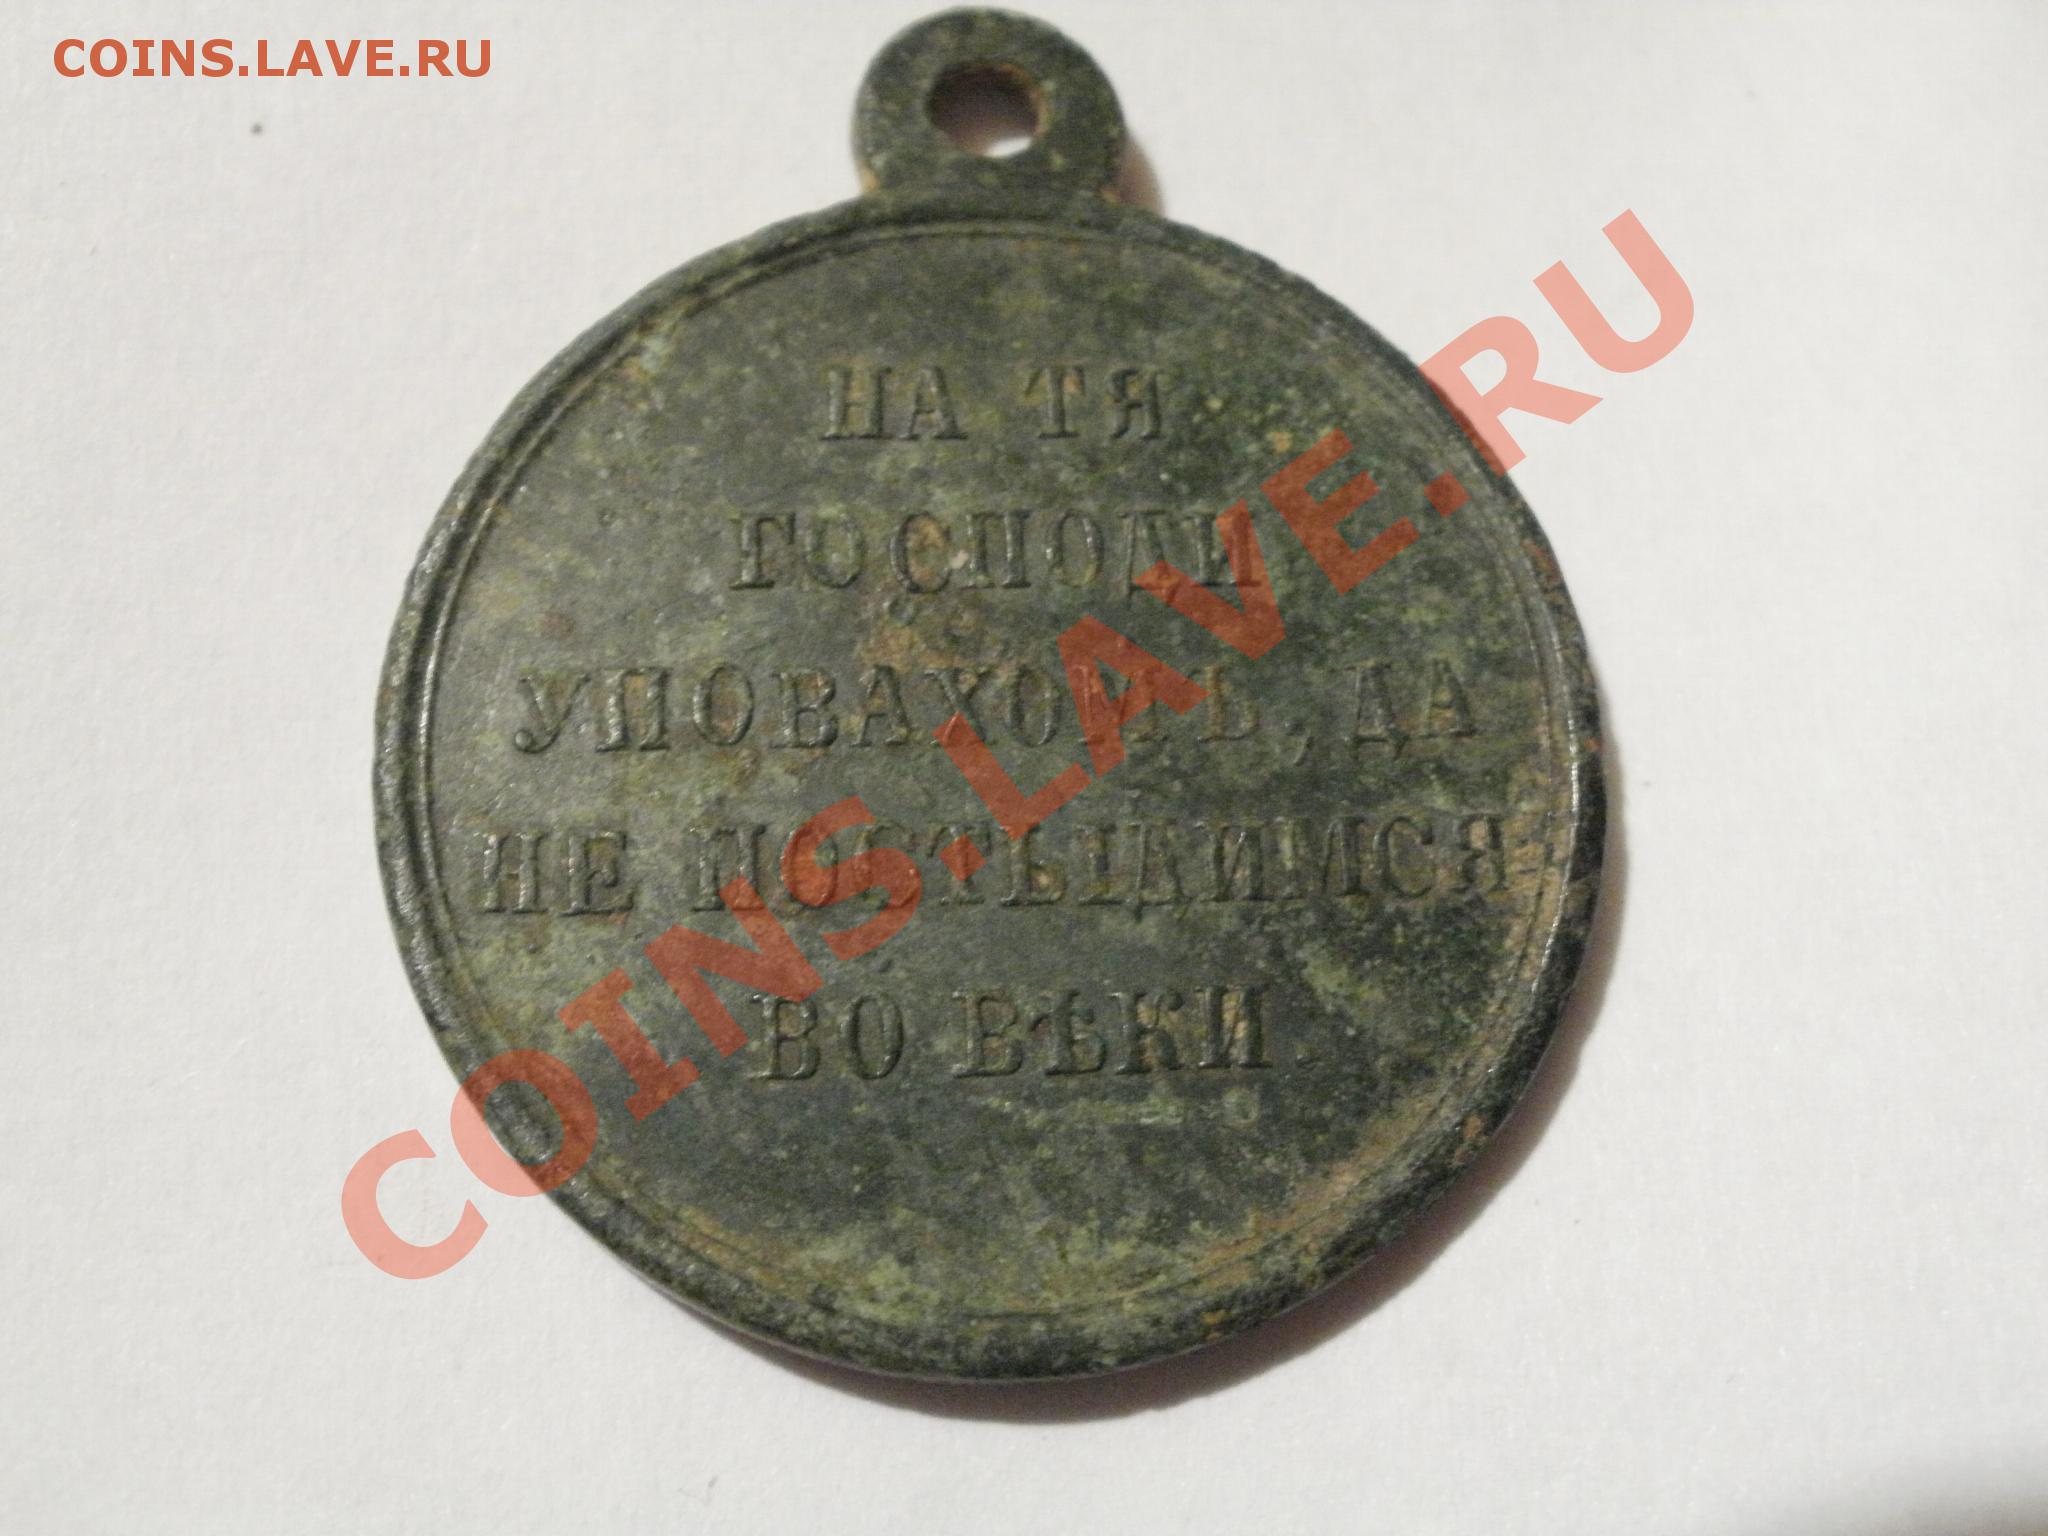 COINS.LAVE.RU
НА ТЯ
ГОСПОДИ
УПОВАХОМЪ, ДА
НЕ ПОСТЫДИМСЯ
ВО ВѢКИ.
COINS.LAVE.RU